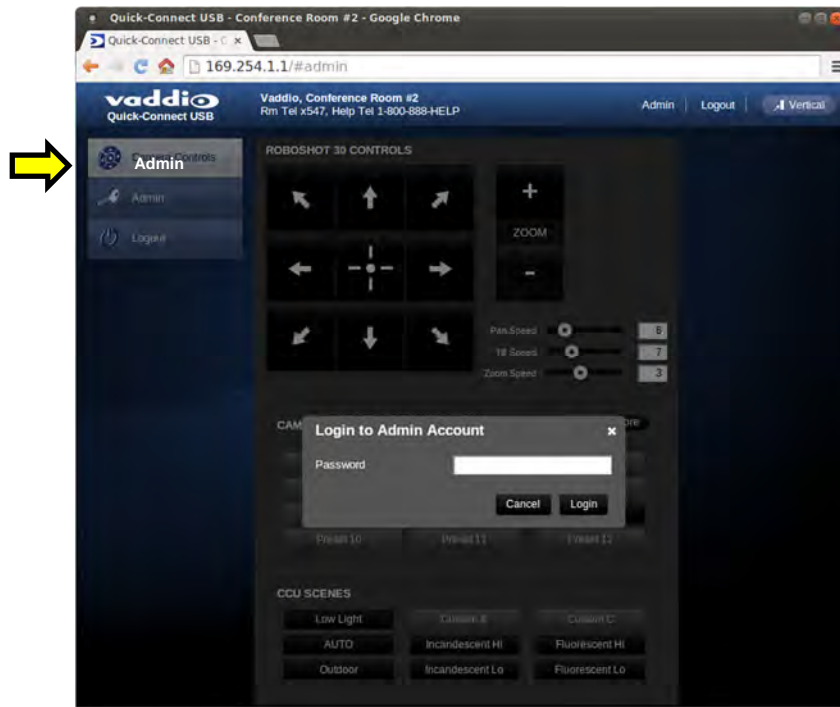 Quick-Connect USB - Conference Room #2 - Google Chrome
Quick-Connect USB - C
169.254.1.1/#admin
vaddio
Quick-Connect USB
Vaddio, Conference Room #2
Rm Tel x547, Help Tel 1-800-888-HELP
Admin
Logout
Vertical
Controls
Admin
Admin
Logout
ROBOSHOT 30 CONTROLS
+
ZOOM
-
Pan Speed 6
Tilt Speed 7
Zoom Speed 3
CAM
Login to Admin Account
Password
Cancel Login
Preset 10 Preset 11 Preset 12
CCU SCENES
Low Light Custom B Custom C
AUTO Incandescent Hi Fluorescent Hi
Outdoor Incandescent Lo Fluorescent Lo